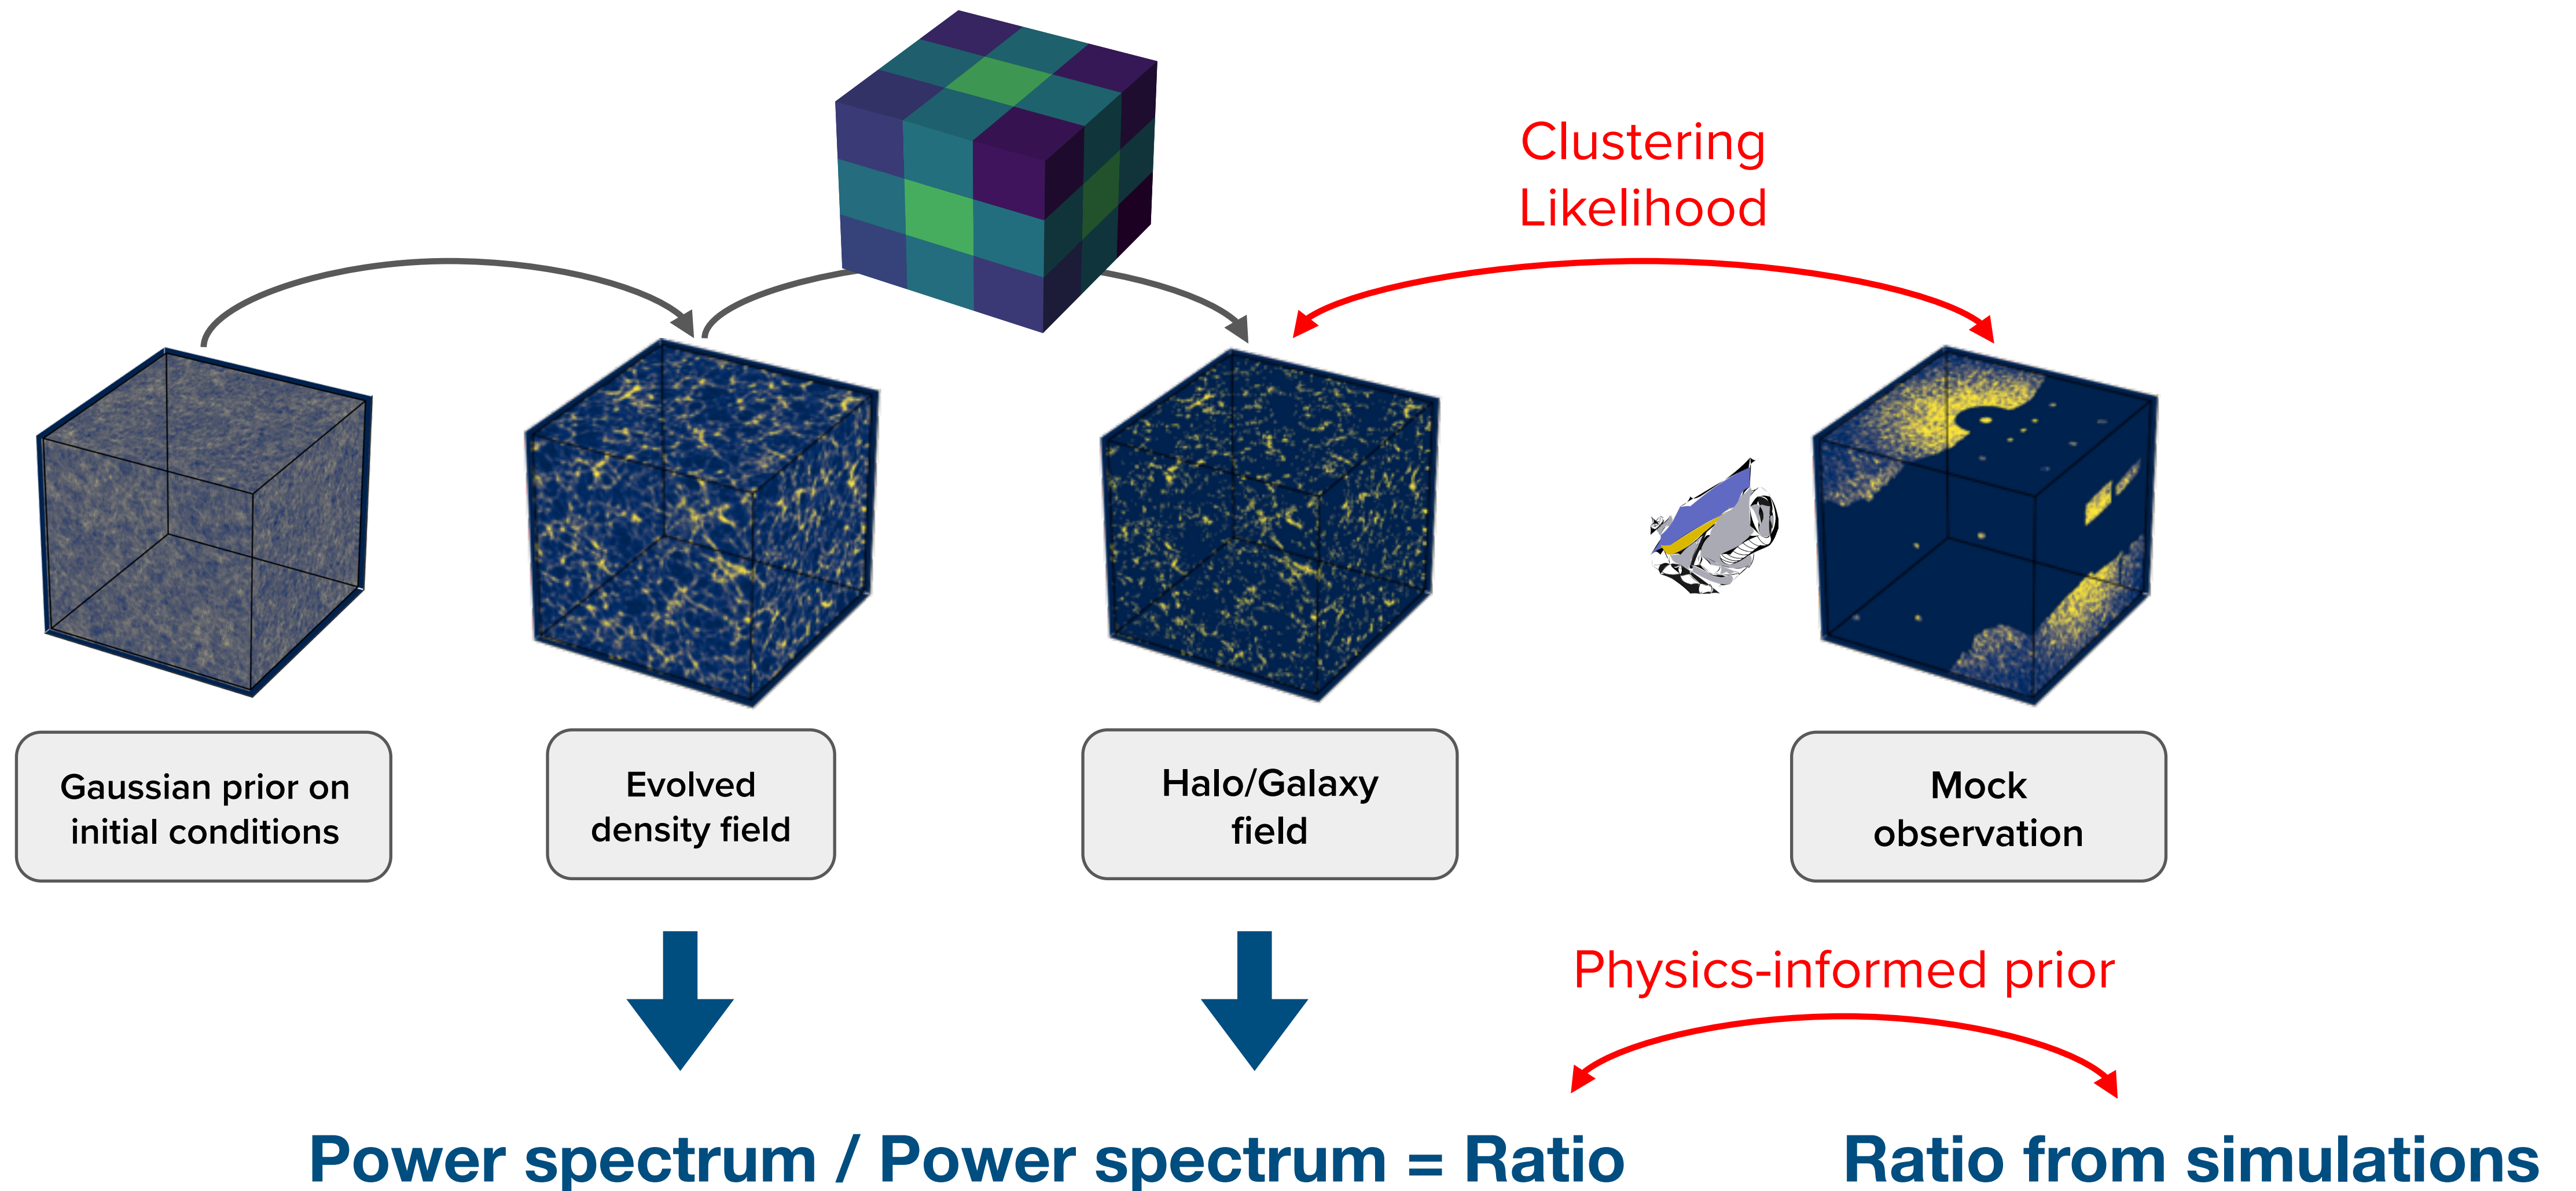 Clustering
Likelihood
Gaussian prior on
initial conditions
Evolved
density field
Halo/Galaxy
field
Mock
observation
Physics-informed prior
Power spectrum / Power spectrum = Ratio
Ratio from simulations